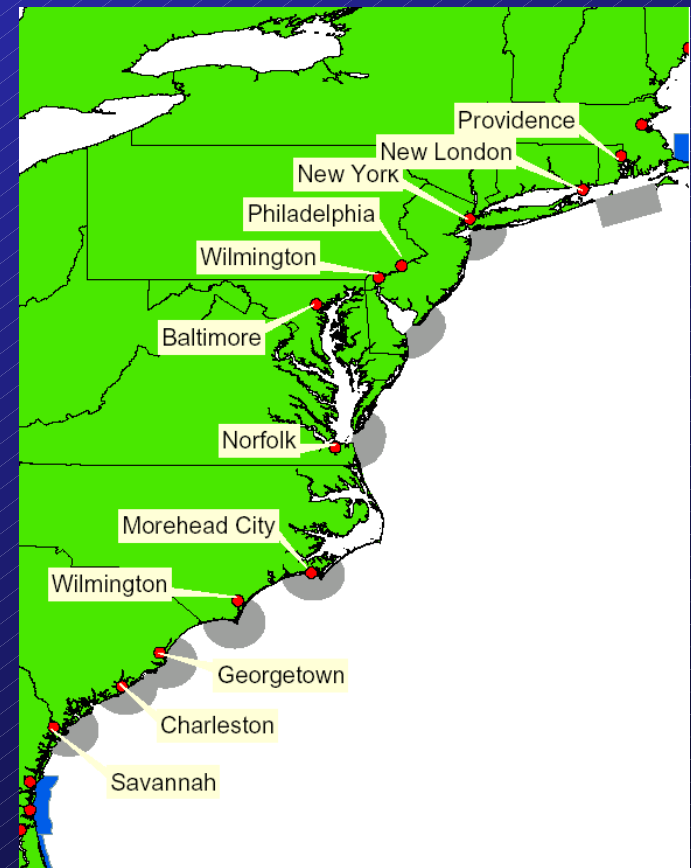 Providence
New London
New York
Philadelphia
Wilmington
Baltimore
Norfolk
Morehead City
Wilmington
Georgetown
Charleston
Savannah